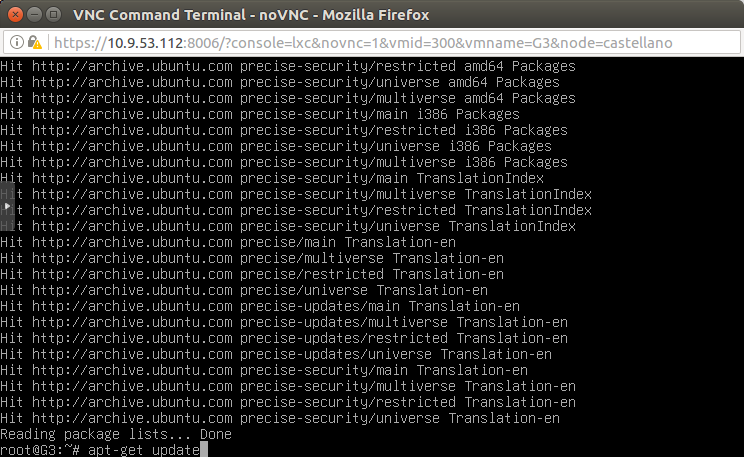 VNC Command Terminal - noVNC - Mozilla Firefox
https://10.9.53.112:8006/?console=lxc&novnc=1&vmid=300&vmname=G3&node=castellano
Hit http://archive.ubuntu.com precise-security/restricted amd64 Packages
Hit http://archive.ubuntu.com precise-security/universe amd64 Packages
Hit http://archive.ubuntu.com precise-security/multiverse amd64 Packages
Hit http://archive.ubuntu.com precise-security/main i386 Packages
Hit http://archive.ubuntu.com precise-security/restricted i386 Packages
Hit http://archive.ubuntu.com precise-security/universe i386 Packages
Hit http://archive.ubuntu.com precise-security/multiverse i386 Packages
Hit http://archive.ubuntu.com precise-security/main TranslationIndex
Hit http://archive.ubuntu.com precise-security/multiverse TranslationIndex
Hit http://archive.ubuntu.com precise-security/restricted TranslationIndex
Hit http://archive.ubuntu.com precise-security/universe TranslationIndex
Hit http://archive.ubuntu.com precise/main Translation-en
Hit http://archive.ubuntu.com precise/multiverse Translation-en
Hit http://archive.ubuntu.com precise/restricted Translation-en
Hit http://archive.ubuntu.com precise/universe Translation-en
Hit http://archive.ubuntu.com precise-updates/main Translation-en
Hit http://archive.ubuntu.com precise-updates/multiverse Translation-en
Hit http://archive.ubuntu.com precise-updates/restricted Translation-en
Hit http://archive.ubuntu.com precise-updates/universe Translation-en
Hit http://archive.ubuntu.com precise-security/main Translation-en
Hit http://archive.ubuntu.com precise-security/multiverse Translation-en
Hit http://archive.ubuntu.com precise-security/restricted Translation-en
Hit http://archive.ubuntu.com precise-security/universe Translation-en
Reading package lists... Done
root@G3:~# apt-get update